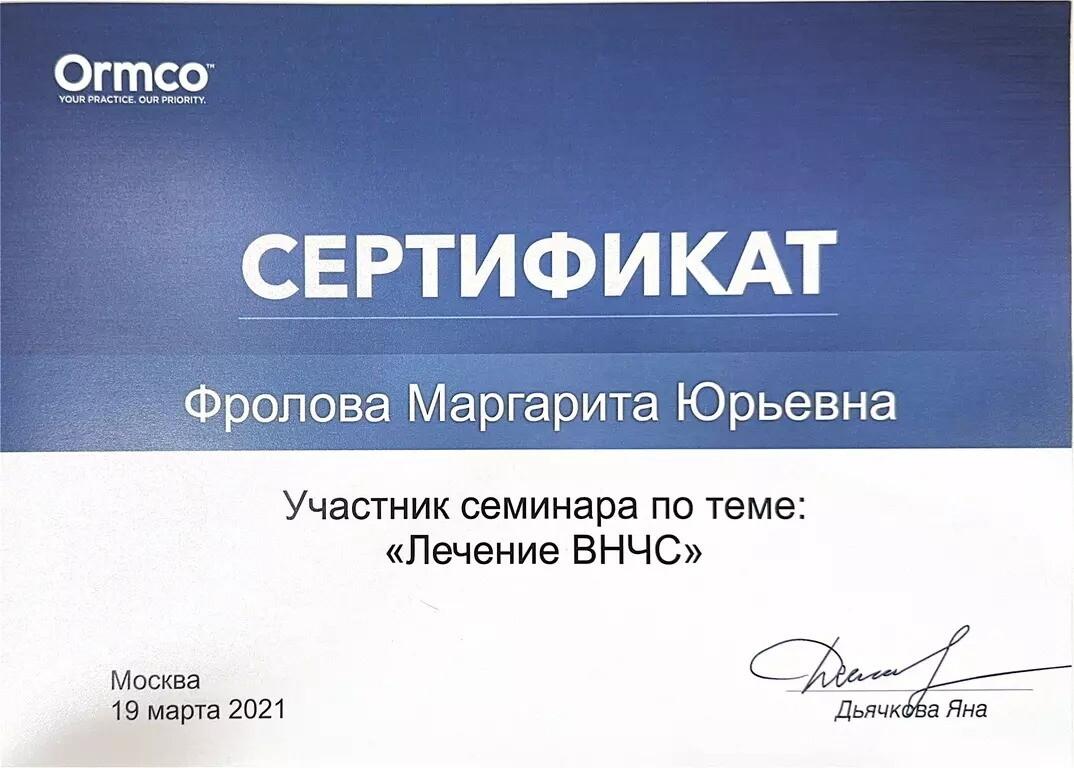 Ormco™
YOUR PRACTICE. OUR PRIORITY.
СЕРТИФИКАТ
Фролова Маргарита Юрьевна
Участник семинара по теме:
«Лечение ВНЧС»
Москва
19 марта 2021
Дьячкова Яна